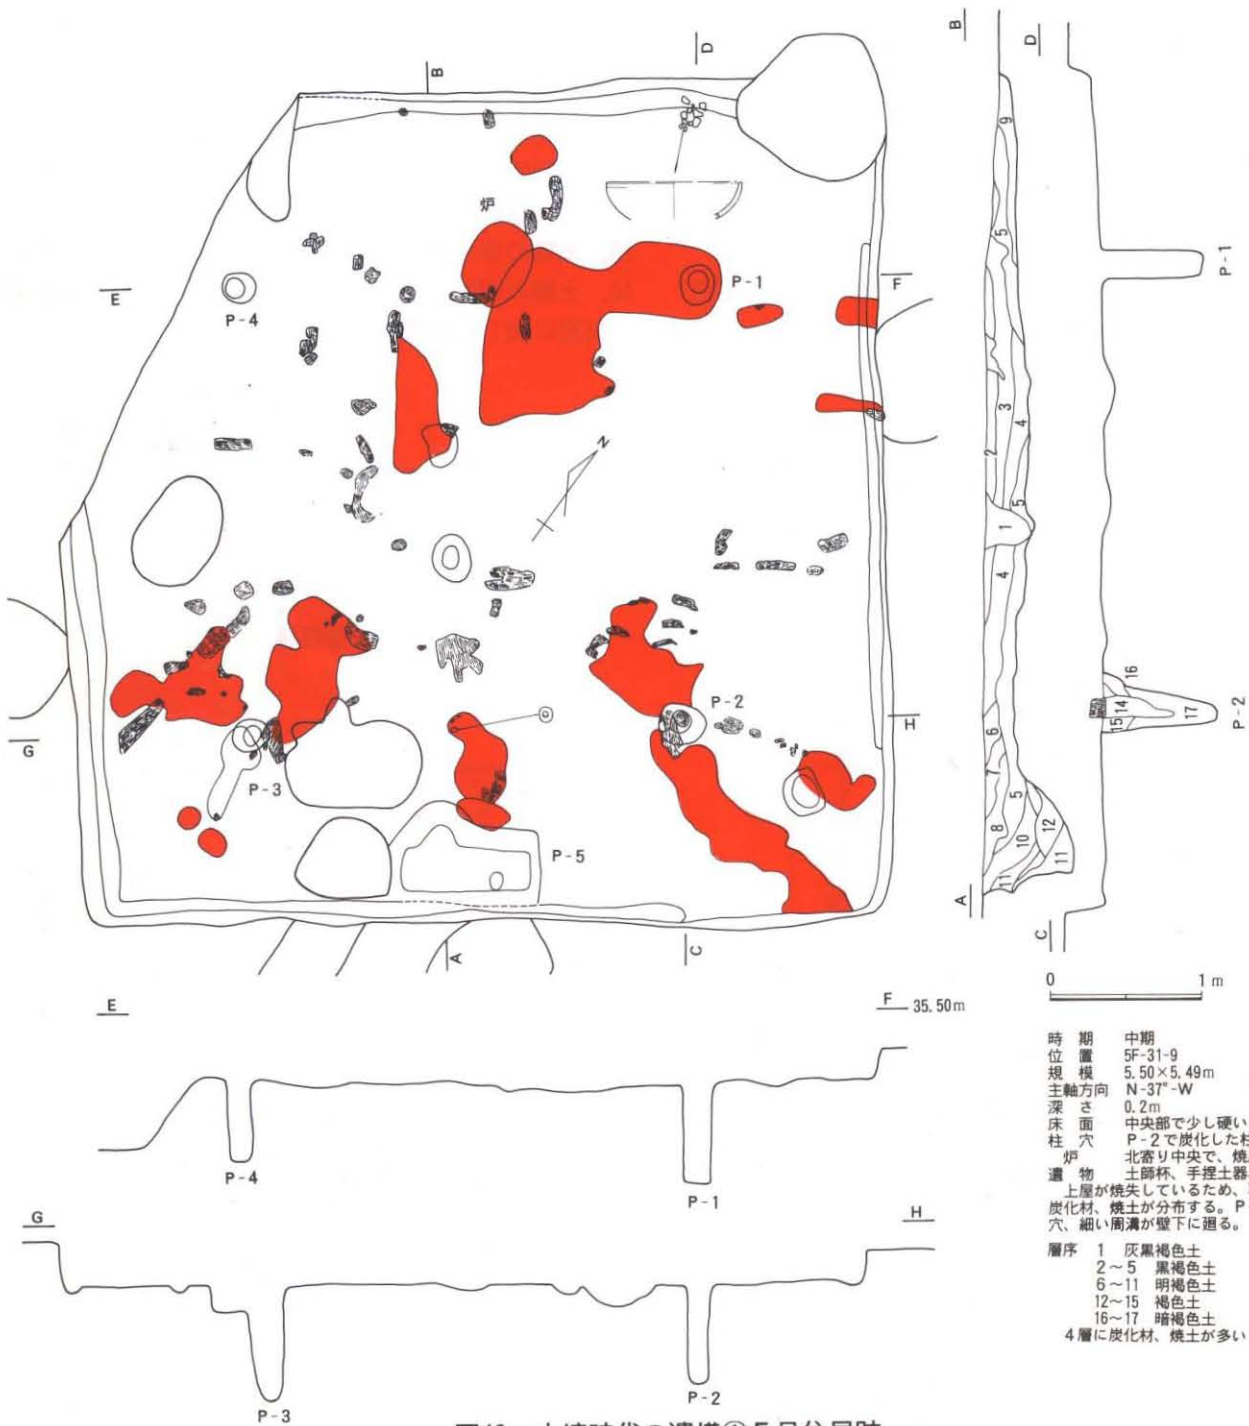 B
D
炉
P-1
E
F
P-4
N
P-2
G
H
P-3
P-5
A
C
B
D
9
5
P-1
3
4
2
5
1
4
16
14
15
17
P-2
6
7
5
8
12
10
11
11
A
C
0 1 m
E
F 35.50m
P-4
P-1
G
H
P-3
P-2
時期 中期
位置 5F-31-9
規模 5.50×5.49m
主軸方向 N-37°-W
深さ 0.2m
床面 中央部で少し硬い
柱穴 P-2で炭化した柱
炉 北寄り中央で、焼
遺物 土師杯、手捏土器
上屋が焼失しているため、
炭化材、焼土が分布する。P
穴、細い周溝が壁下に廻る。
層序 1 灰黒褐色土
2～5 黒褐色土
6～11 明褐色土
12～15 褐色土
16～17 暗褐色土
4層に炭化材、焼土が多い